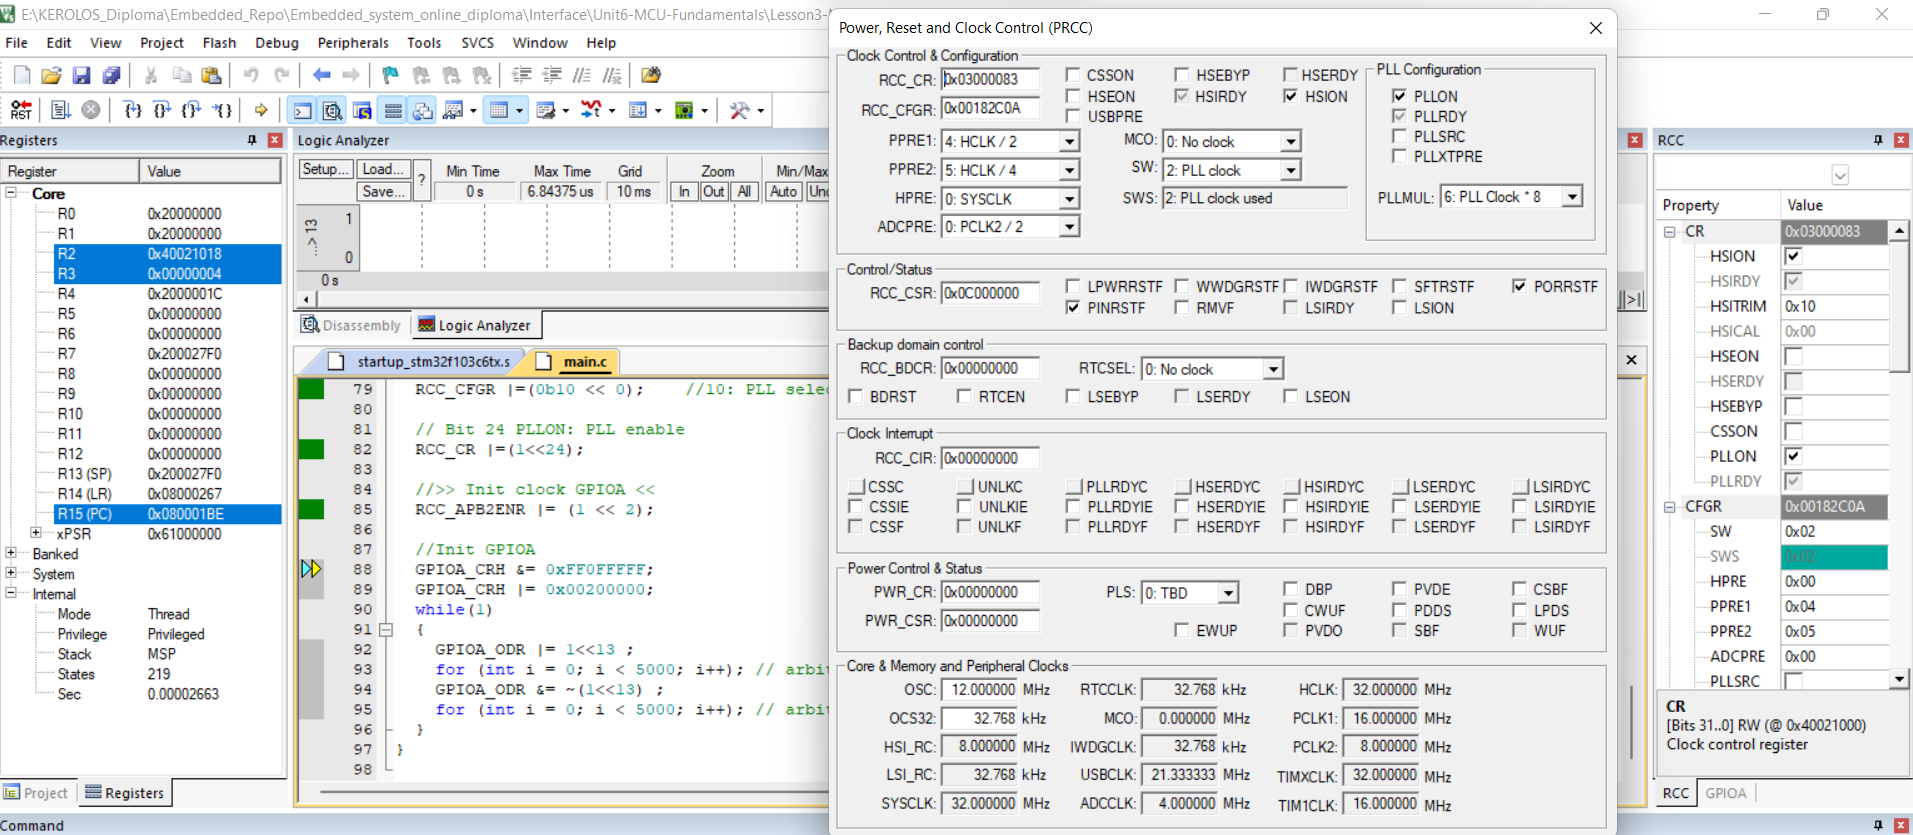 E:\KEROLOS_Diploma\Embedded_Repo\Embedded_system_online_diploma\Interface\Unit6-MCU-Fundamentals\Lesson3-
File Edit View Project Flash Debug Peripherals Tools SVCS Window Help
RST
Registers
Register Value
Core
R0 0x20000000
R1 0x20000000
R2 0x40021018
R3 0x00000004
R4 0x2000001C
R5 0x00000000
R6 0x00000000
R7 0x200027F0
R8 0x00000000
R9 0x00000000
R10 0x00000000
R11 0x00000000
R12 0x00000000
R13 (SP) 0x200027F0
R14 (LR) 0x08000267
R15 (PC) 0x080001BE
xPSR 0x61000000
Banked
System
Internal
Mode Thread
Privilege Privileged
Stack MSP
States 219
Sec 0.00002663
Project Registers
Command
Logic Analyzer
Setup... Load... Save... ?
Min Time Max Time Grid Zoom Min/Max
0 s 6.84375 us 10 ms In Out All Auto
...> 13
1
0
0 s
Disassembly Logic Analyzer
startup_stm32f103c6tx.s main.c
79 RCC_CFGR |=(0b10 << 0); //10: PLL selec
80
81 // Bit 24 PLLON: PLL enable
82 RCC_CR |=(1<<24);
83
84 //>> Init clock GPIOA <<
85 RCC_APB2ENR |= (1 << 2);
86
87 //Init GPIOA
88 GPIOA_CRH &= 0xFF0FFFFF;
89 GPIOA_CRH |= 0x00200000;
90 while(1)
91 {
92 GPIOA_ODR |= 1<<13 ;
93 for (int i = 0; i < 5000; i++); // arbit
94 GPIOA_ODR &= ~(1<<13) ;
95 for (int i = 0; i < 5000; i++); // arbit
96 }
97 }
98
Power, Reset and Clock Control (PRCC)
Clock Control & Configuration
RCC_CR: 0x03000083 CSSON HSEBYP HSERDY
HSEON HSIRDY HSION
RCC_CFGR: 0x00182C0A USBPRE
PPRE1: 4: HCLK / 2 MCO: 0: No clock
PPRE2: 5: HCLK / 4 SW: 2: PLL clock
HPRE: 0: SYSCLK SWS: 2: PLL clock used
ADCPRE: 0: PCLK2 / 2
PLL Configuration
PLLON
PLLRDY
PLLSRC
PLLXTPRE
PLLMUL: 6: PLL Clock * 8
Control/Status
RCC_CSR: 0x0C000000 LPWRRSTF WWDGRSTF IWDGRSTF SFTRSTF PORRSTF
PINRSTF RMVF LSIRDY LSION
Backup domain control
RCC_BDCR: 0x00000000 RTCSEL: 0: No clock
BDRST RTCEN LSEBYP LSERDY LSEON
Clock Interrupt
RCC_CIR: 0x00000000
CSSC UNLKC PLLRDYC HSERDYC HSIRDYC LSERDYC LSIRDYC
CSSIE UNLKIE PLLRDYIE HSERDYIE HSIRDYIE LSERDYIE LSIRDYIE
CSSF UNLKF PLLRDYF HSERDYF HSIRDYF LSERDYF LSIRDYF
Power Control & Status
PWR_CR: 0x00000000 PLS: 0: TBD DBP PVDE CSBF
CWUF PDDS LPDS
PWR_CSR: 0x00000000 EWUP PVDO SBF WUF
Core & Memory and Peripheral Clocks
OSC: 12.000000 MHz RTCCLK: 32.768 kHz HCLK: 32.000000 MHz
OCS32: 32.768 kHz MCO: 0.000000 MHz PCLK1: 16.000000 MHz
HSI_RC: 8.000000 MHz IWDGCLK: 32.768 kHz PCLK2: 8.000000 MHz
LSI_RC: 32.768 kHz USBCLK: 21.333333 MHz TIMXCLK: 32.000000 MHz
SYSCLK: 32.000000 MHz ADCCLK: 4.000000 MHz TIM1CLK: 16.000000 MHz
RCC
Property Value
CR 0x03000083
HSION
HSIRDY
HSITRIM 0x10
HSICAL 0x00
HSEON
HSERDY
HSEBYP
CSSON
PLLON
PLLRDY
CFGR 0x00182C0A
SW 0x02
SWS 0x02
HPRE 0x00
PPRE1 0x04
PPRE2 0x05
ADCPRE 0x00
PLLSRC
CR
[Bits 31..0] RW (@ 0x40021000)
Clock control register
RCC GPIOA